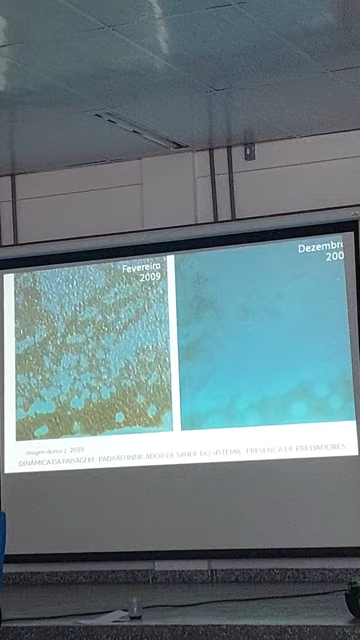 Fevereiro
2009
Dezembr
200
Imagem Ikonos 2, 2009
DINÂMICA DA PAISAGEM - PADRÃO INDICADOR DE SAÚDE DO SISTEMA - PRESENÇA DE PREDADORES